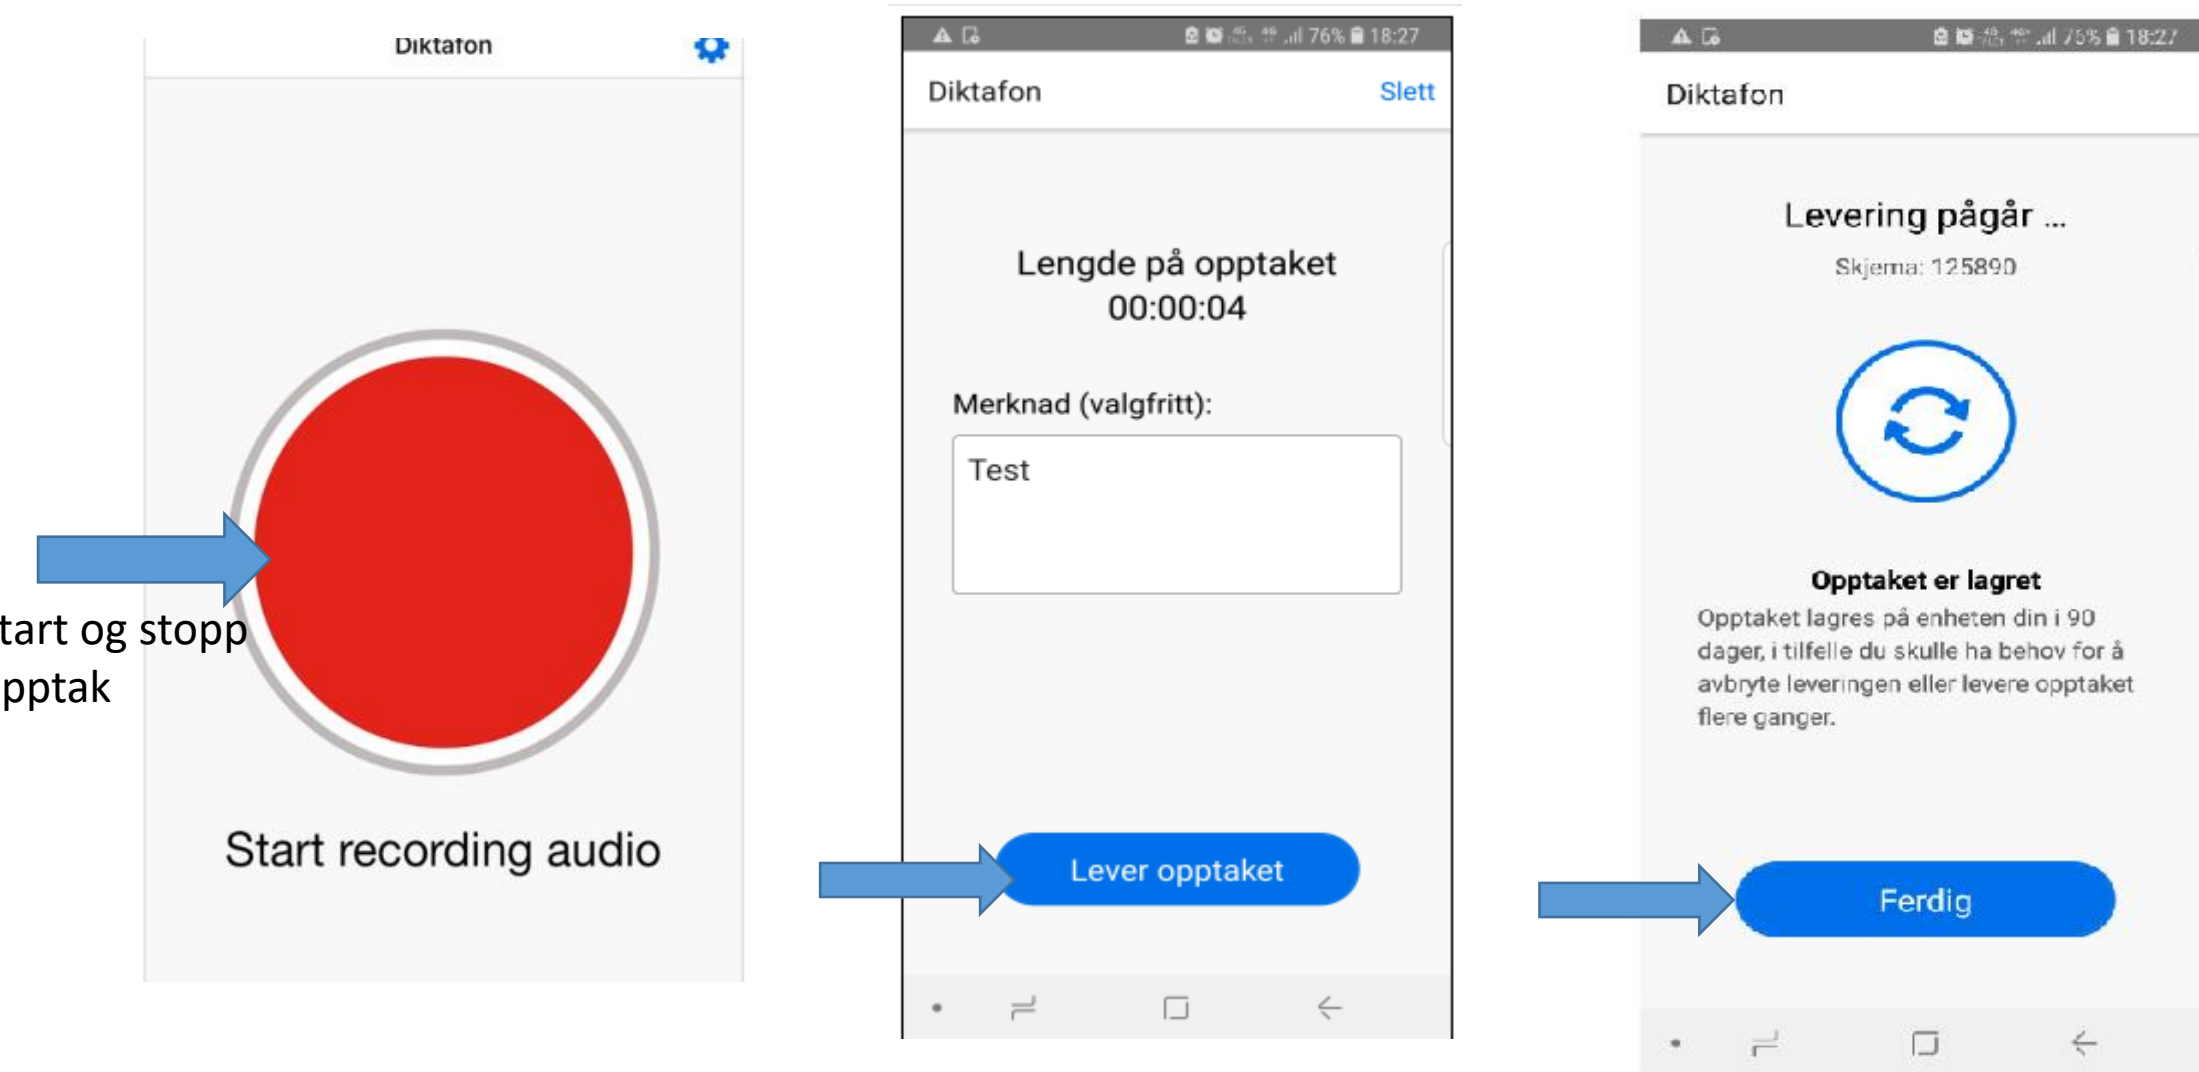 Diktafon
tart og stopp
pptak
Start recording audio
76% 18:27
Diktafon Slett
Lengde på opptaket
00:00:04
Merknad (valgfritt):
Test
Lever opptaket
18:27
Diktafon
Levering pågår ...
Skjema: 125890
Opptaket er lagret
Opptaket lagres på enheten din i 90
dager, i tilfelle du skulle ha behov for å
avbryte leveringen eller levere opptaket
flere ganger.
Ferdig